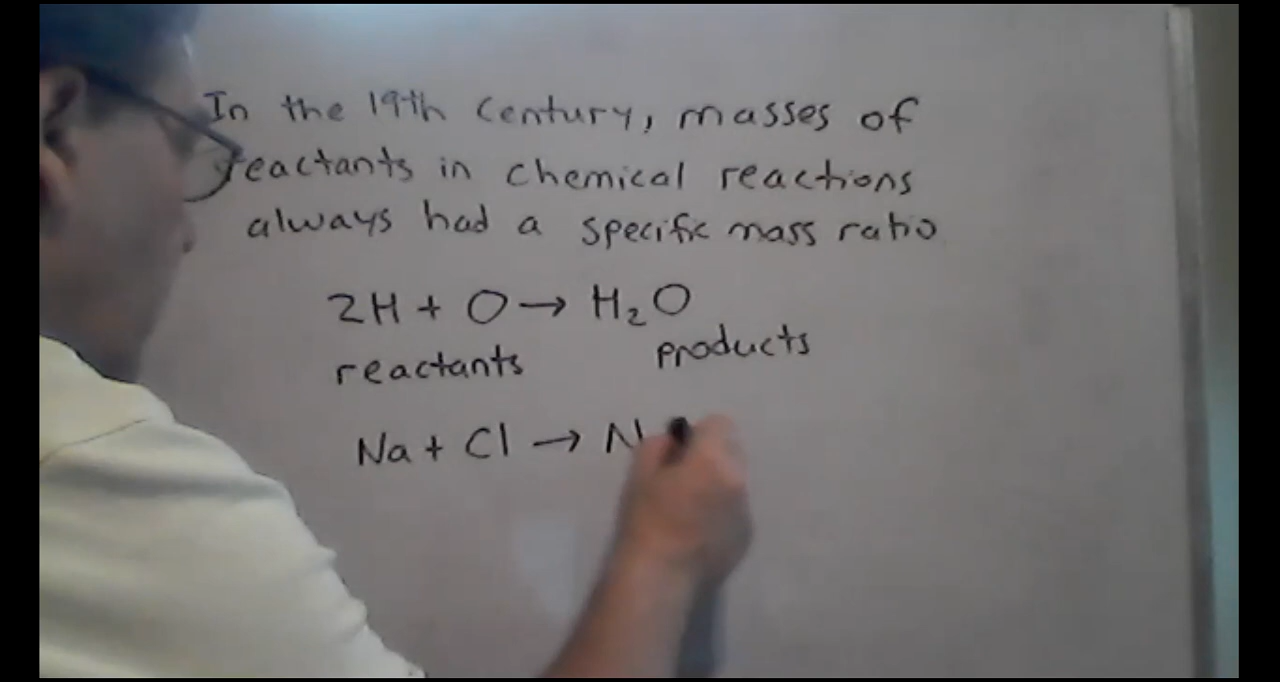 In the 19th century, masses of
reactants in chemical reactions
always had a specific mass ratio
2H + O → H₂O
reactants products
Na + Cl → N